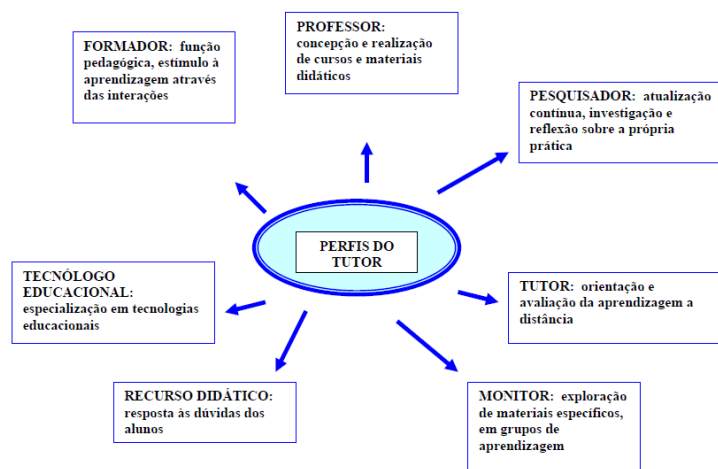 PROFESSOR:
concepção e realização
de cursos e materiais
didáticos
FORMADOR: função
pedagógica, estímulo à
aprendizagem através
das interações
PESQUISADOR: atualização
contínua, investigação e
reflexão sobre a própria
prática
PERFIS DO
TUTOR
TECNÓLOGO
EDUCACIONAL:
especialização em tecnologias
educacionais
TUTOR: orientação e
avaliação da aprendizagem a
distância
RECURSO DIDÁTICO:
resposta às dúvidas dos
alunos
MONITOR: exploração
de materiais específicos,
em grupos de
aprendizagem